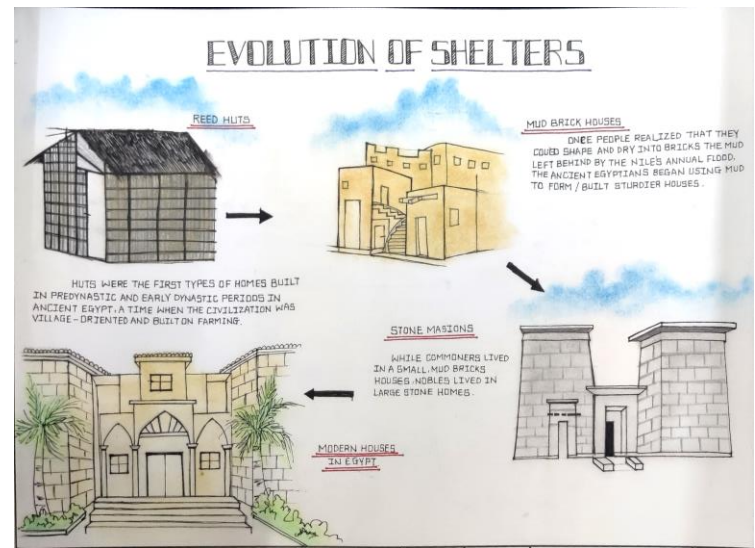 EVOLUTION OF SHELTERS
REED HUTS
HUTS WERE THE FIRST TYPES OF HOMES BUILT
IN PREDYNASTIC AND EARLY DYNASTIC PERIODS IN
ANCIENT EGYPT, A TIME WHEN THE CIVILIZATION WAS
VILLAGE-ORIENTED AND BUILT ON FARMING.
MUD BRICK HOUSES
ONCE PEOPLE REALIZED THAT THEY
COULD SHAPE AND DRY INTO BRICKS THE MUD
LEFT BEHIND BY THE NILE'S ANNUAL FLOOD,
THE ANCIENT EGYPTIANS BEGAN USING MUD
TO FORM / BUILT STURDIER HOUSES.
STONE MASIONS
WHILE COMMONERS LIVED
IN A SMALL, MUD BRICKS
HOUSES, NOBLES LIVED IN
LARGE STONE HOMES.
MODERN HOUSES
IN EGYPT